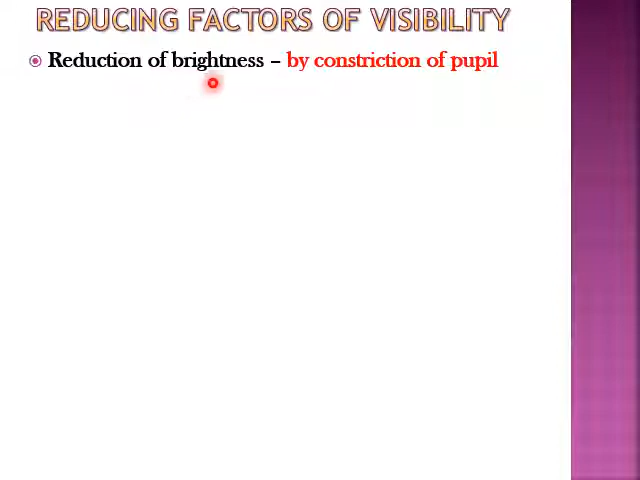 REDUCING FACTORS OF VISIBILITY
Reduction of brightness – by constriction of pupil